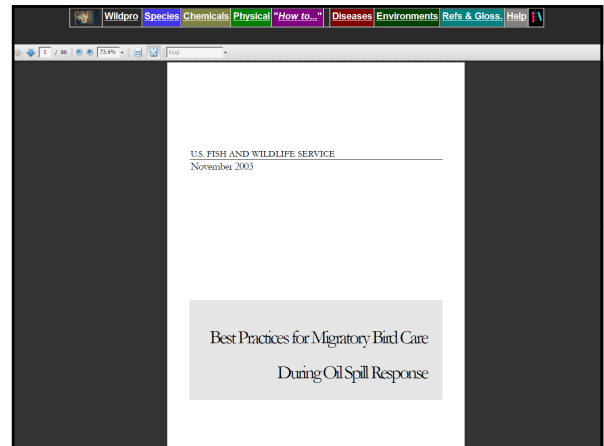 Wildpro Species Chemicals Physical "How to..." Diseases Environments Refs & Gloss. Help
1 / 86 73.6% Find
U.S. FISH AND WILDLIFE SERVICE
November 2003
Best Practices for Migratory Bird Care
During Oil Spill Response